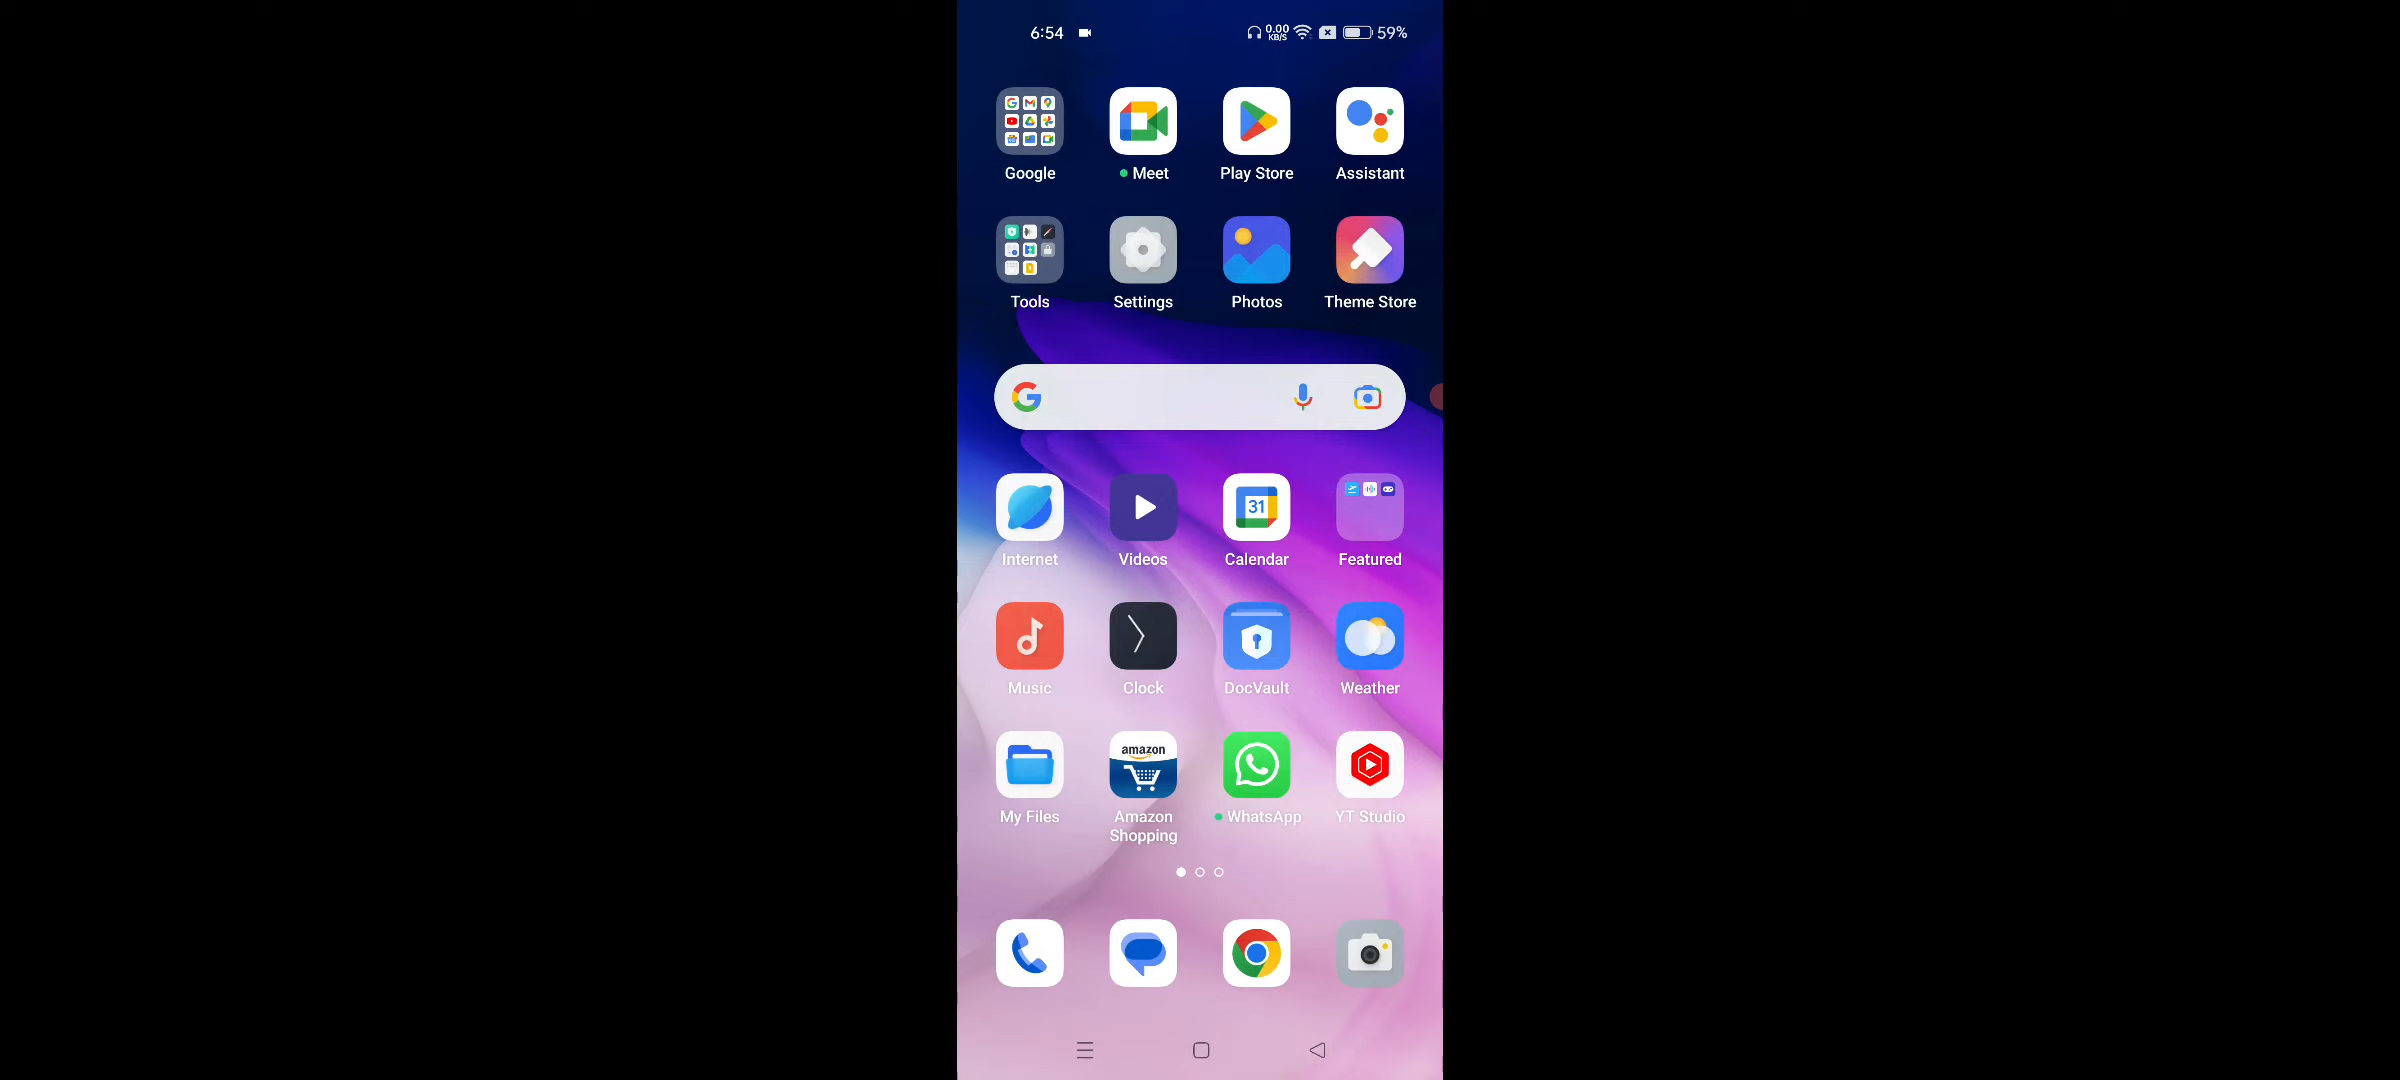 6:54 0.00 KB/S 59%
Google Meet Play Store Assistant
Tools Settings Photos Theme Store
31
Internet Videos Calendar Featured
Music Clock DocVault Weather
amazon
My Files Amazon Shopping WhatsApp YT Studio